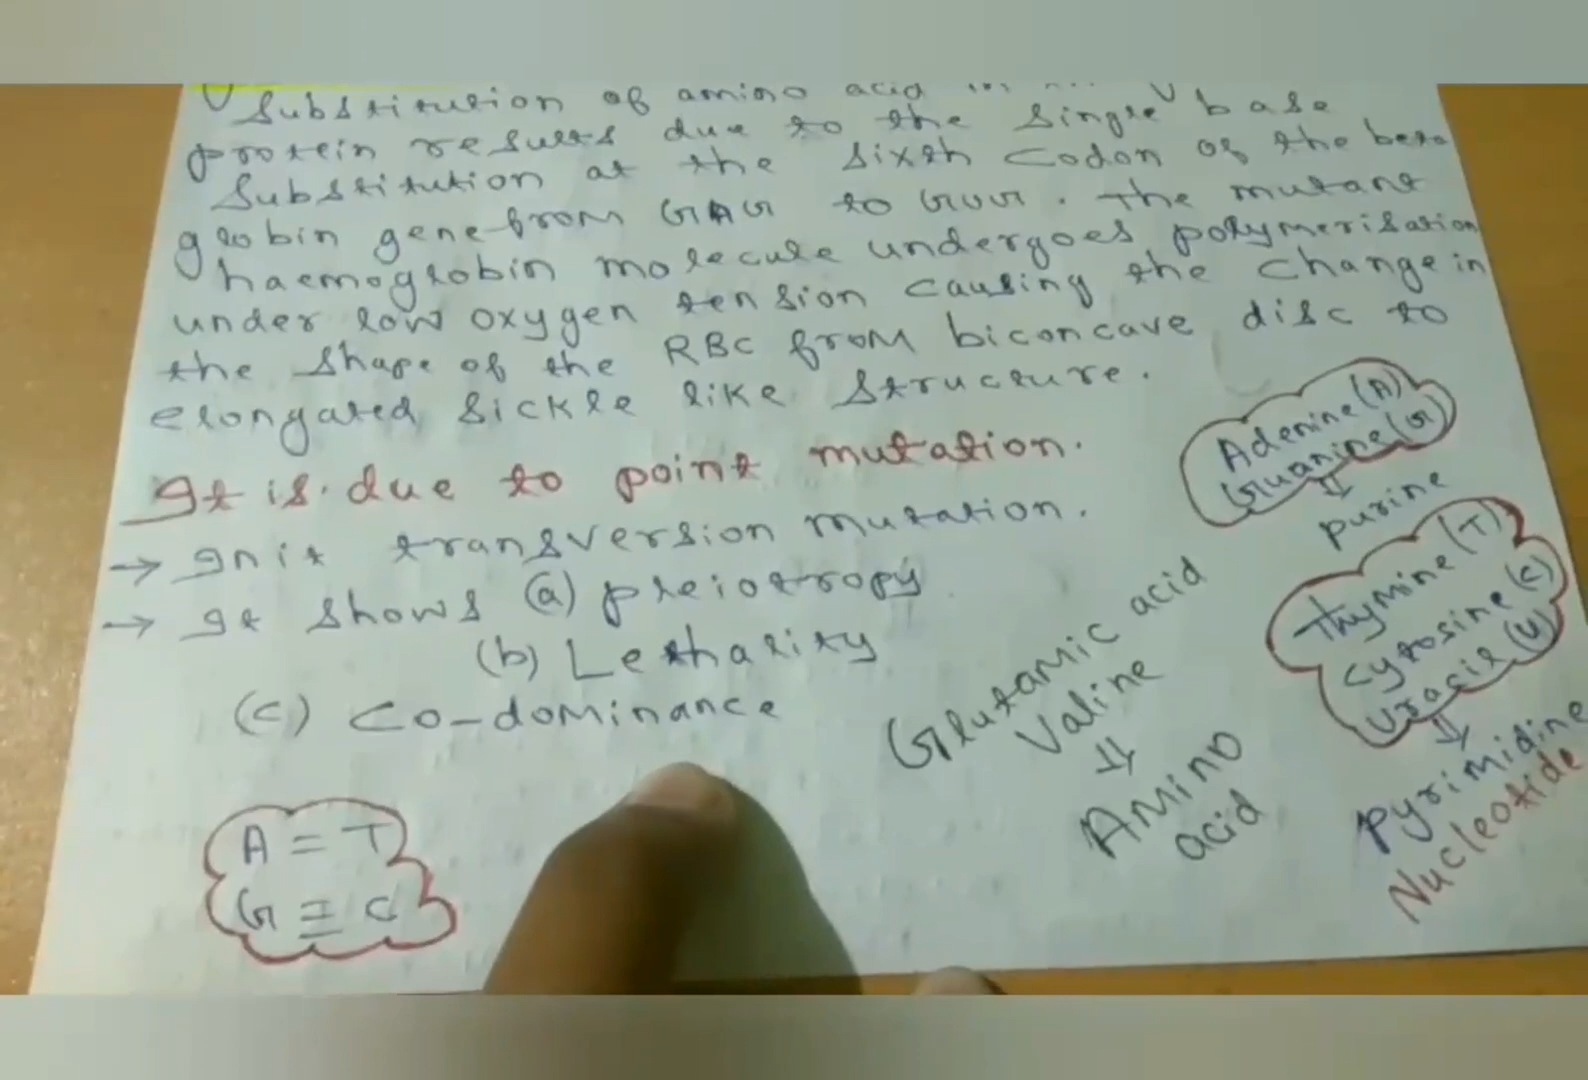 Substitution of amino acid in
protein results due to the single base
Substitution at the sixth codon of the beta
globin gene from GAG to GUG. The mutant
haemoglobin molecule undergoes polymerisation
under low oxygen tension causing the change in
the shape of the RBC from biconcave disc to
elongated sickle like structure.
It is due to point mutation.
→ In it transversion mutation.
→ It shows (a) pleiotropy
(b) Lethality
(c) Co-dominance
A = T
G ≡ C
Glutamic acid
Valine
⇓
Amino
acid
Adenine (A)
Guanine (G)
⇓
purine
Thymine (T)
Cytosine (C)
Uracil (U)
⇓
pyrimidine
Nucleotide